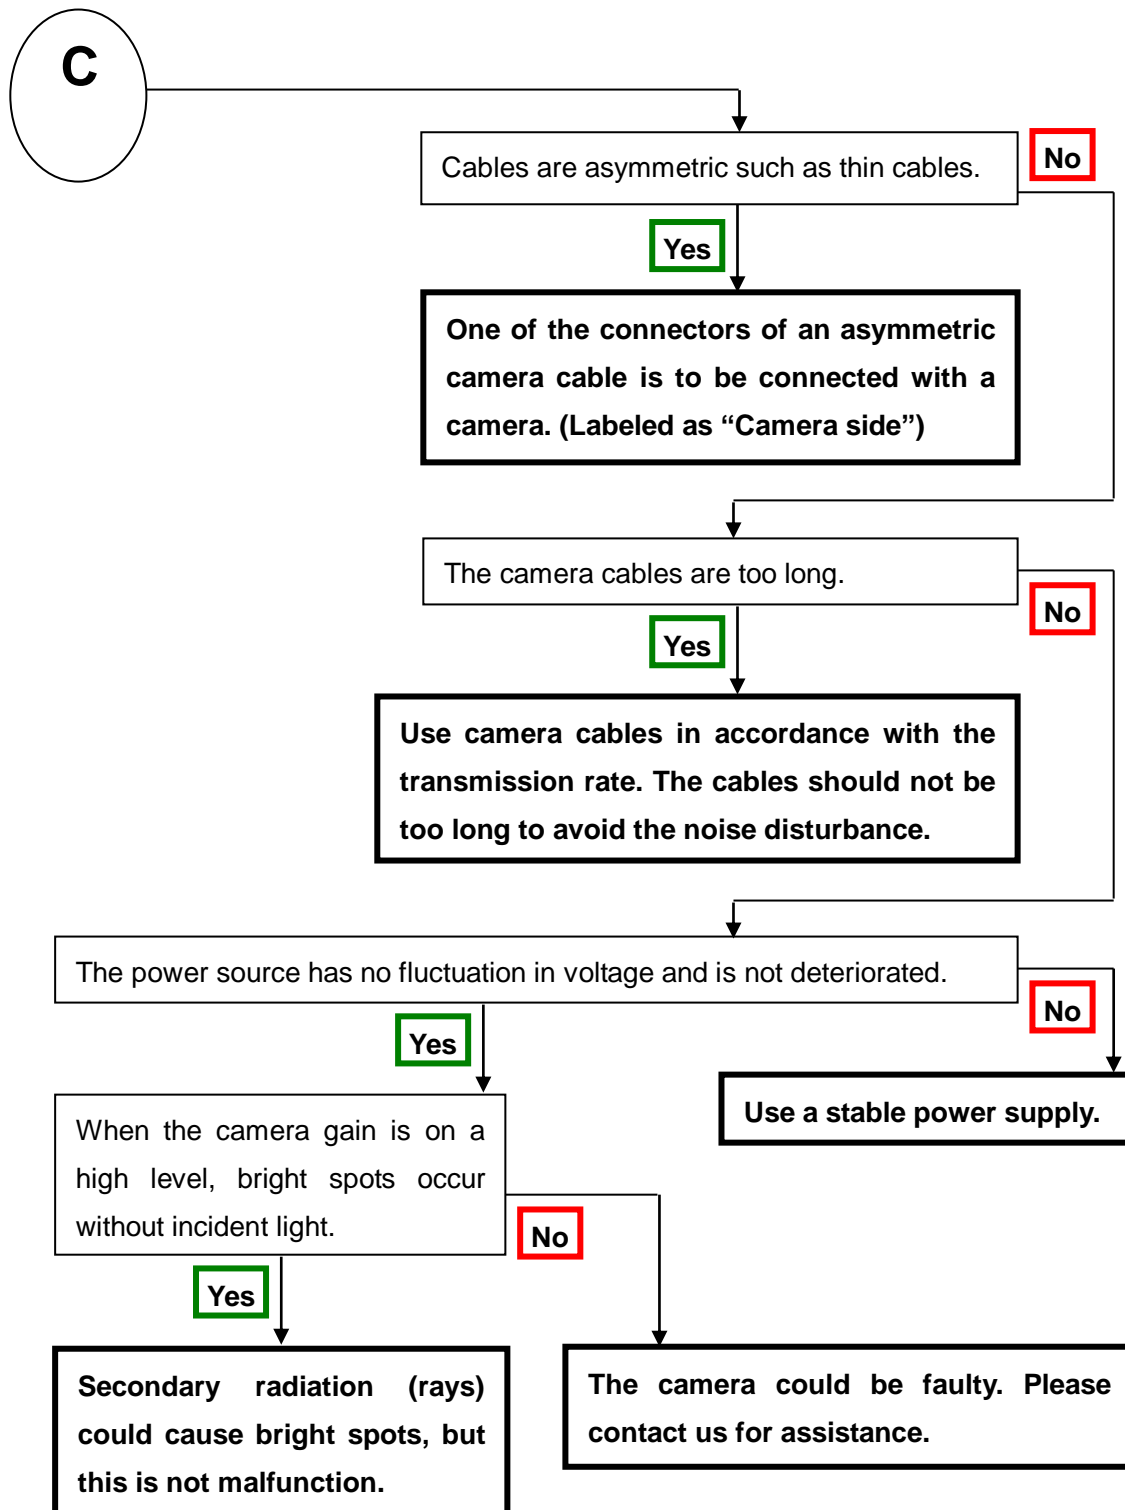 C
Cables are asymmetric such as thin cables.
No
Yes
One of the connectors of an asymmetric
camera cable is to be connected with a
camera. (Labeled as “Camera side”)
The camera cables are too long.
No
Yes
Use camera cables in accordance with the
transmission rate. The cables should not be
too long to avoid the noise disturbance.
The power source has no fluctuation in voltage and is not deteriorated.
No
Yes
Use a stable power supply.
When the camera gain is on a
high level, bright spots occur
without incident light.
No
Yes
Secondary radiation (rays)
could cause bright spots, but
this is not malfunction.
The camera could be faulty. Please
contact us for assistance.